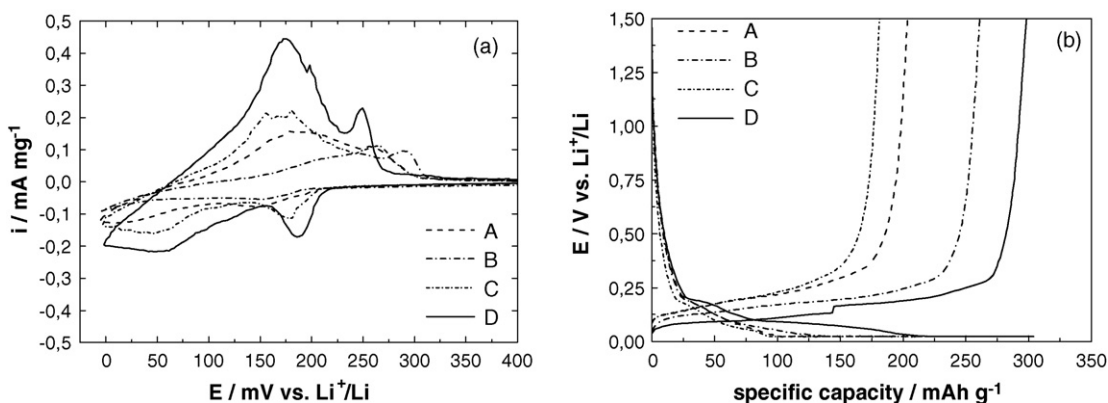 (a)
0,5
0,4
0,3
0,2
0,1
0,0
-0,1
-0,2
-0,3
-0,4
-0,5
i / mA mg⁻¹
A
B
C
D
0 50 100 150 200 250 300 350 400
E / mV vs. Li⁺/Li
(b)
1,50
1,25
1,00
0,75
0,50
0,25
0,00
E / V vs. Li⁺/Li
A
B
C
D
0 50 100 150 200 250 300 350
specific capacity / mAh g⁻¹